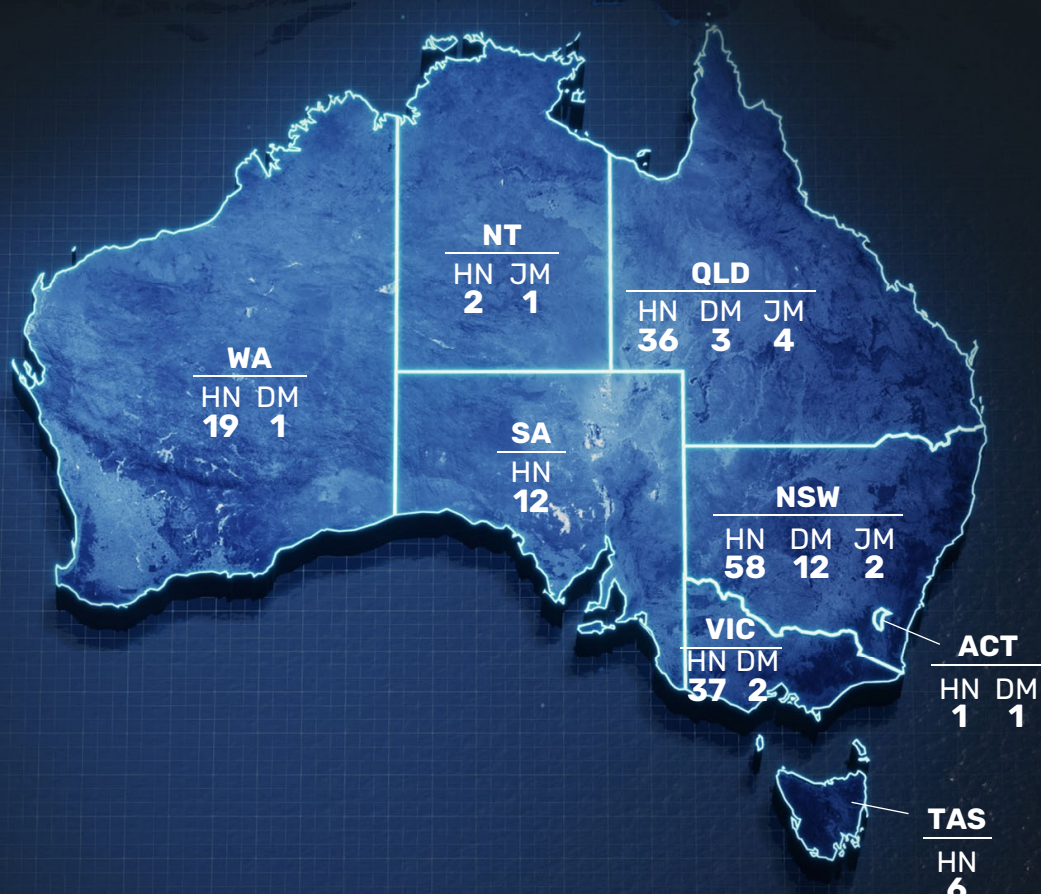 NT
HN JM
2 1
QLD
HN DM JM
36 3 4
WA
HN DM
19 1
SA
HN
12
NSW
HN DM JM
58 12 2
VIC
HN DM
37 2
ACT
HN DM
1 1
TAS
HN
6